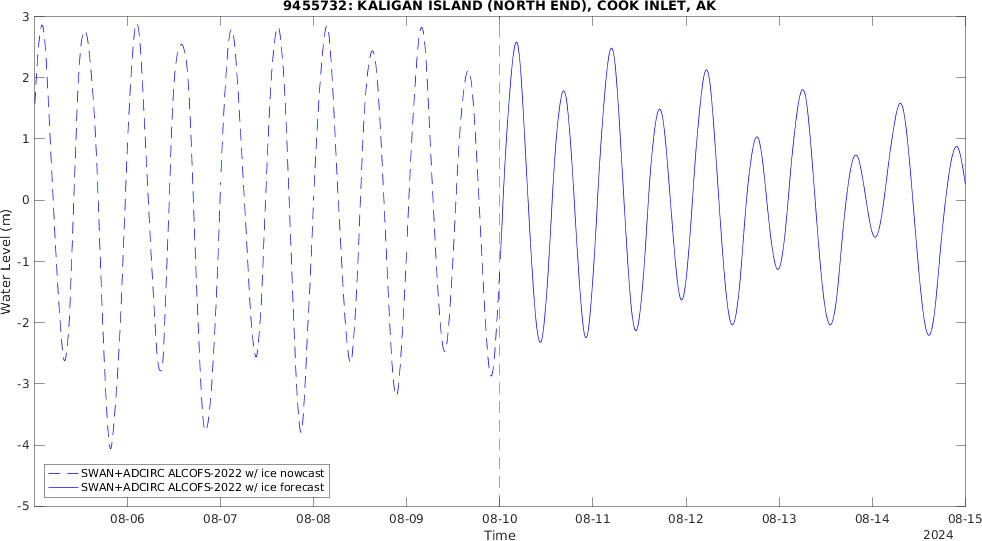 9455732: KALIGAN ISLAND (NORTH END), COOK INLET, AK
3
2
1
0
-1
-2
-3
-4
-5
Water Level (m)
SWAN+ADCIRC ALCOFS-2022 w/ ice nowcast
SWAN+ADCIRC ALCOFS-2022 w/ ice forecast
08-06 08-07 08-08 08-09 08-10 08-11 08-12 08-13 08-14 08-15
Time
2024